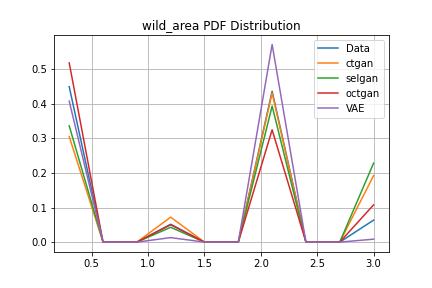 wild_area PDF Distribution
Data
ctgan
selgan
octgan
VAE
0.5
0.4
0.3
0.2
0.1
0.0
0.5 1.0 1.5 2.0 2.5 3.0